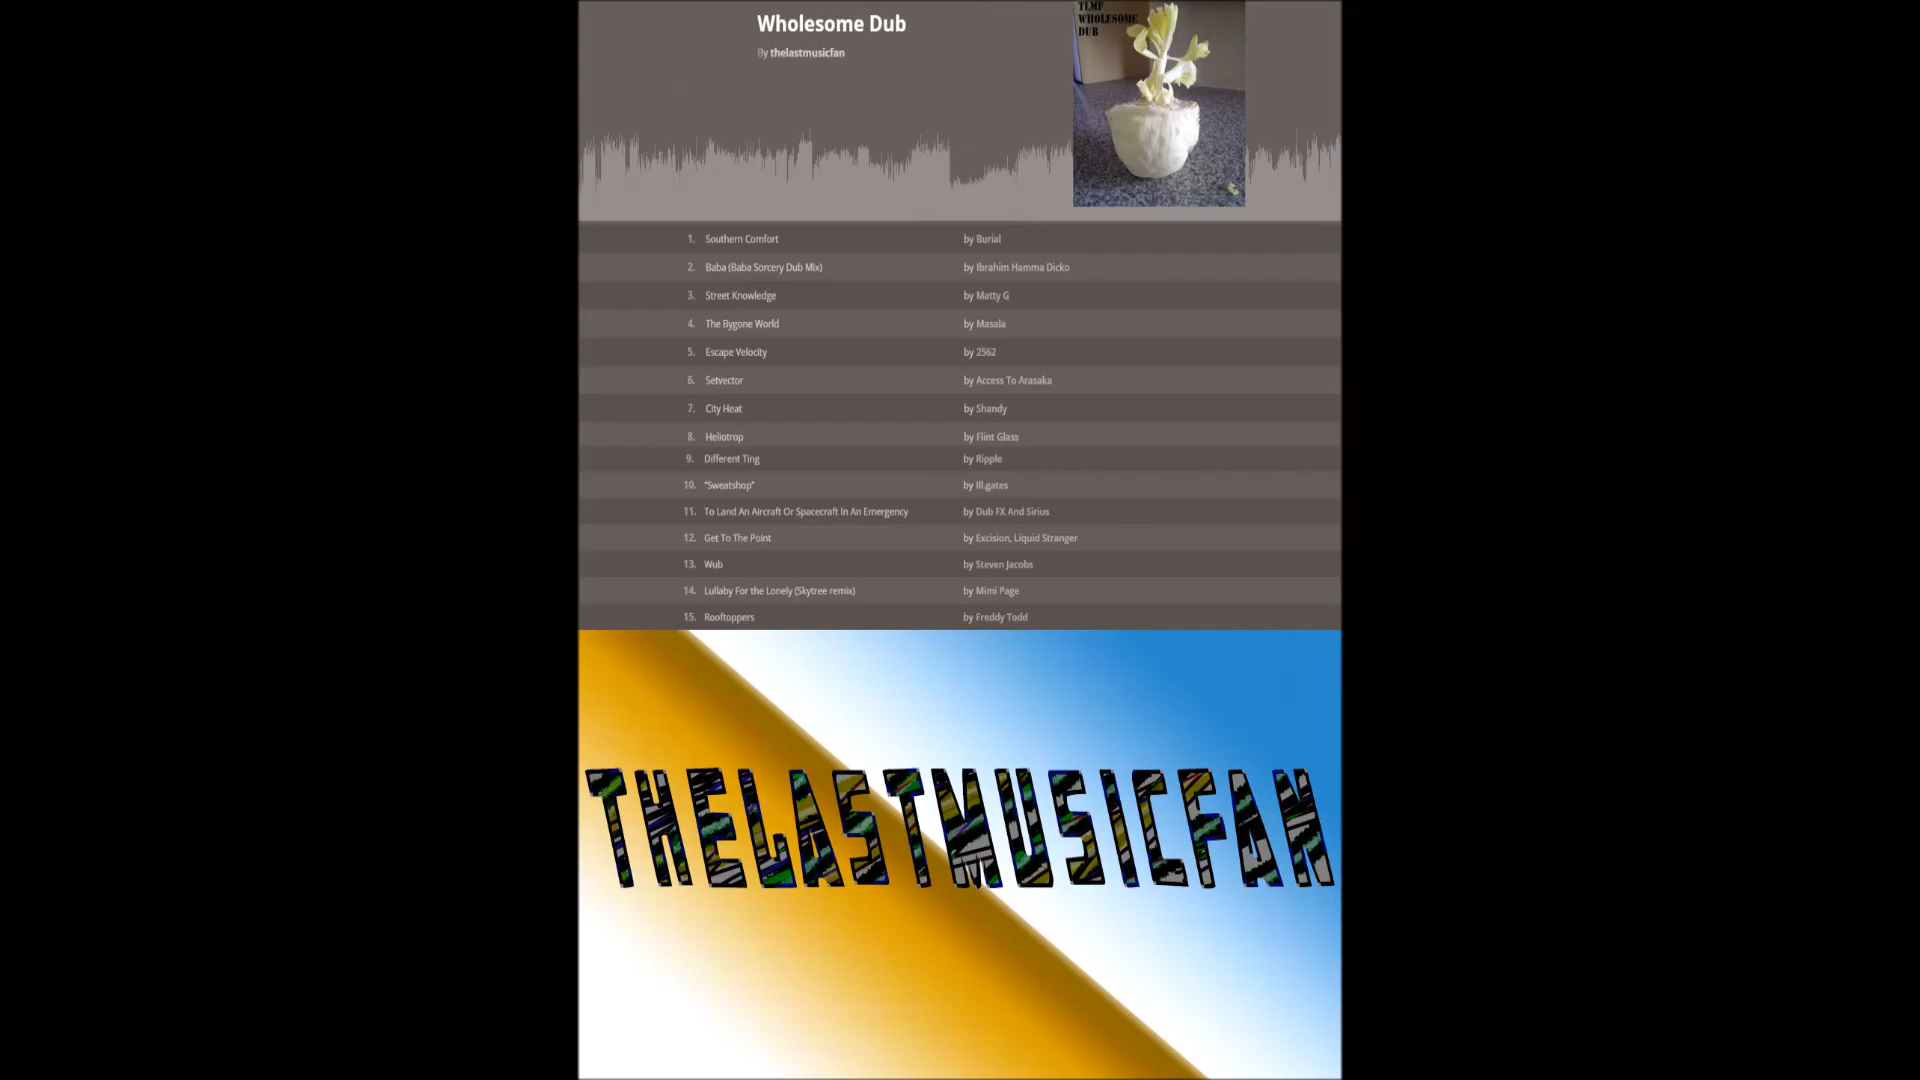 Wholesome Dub
By thelastmusicfan
TLMF
WHOLESOME
DUB
1. Southern Comfort by Burial
2. Baba (Baba Sorcery Dub Mix) by Ibrahim Hamma Dicko
3. Street Knowledge by Matty G
4. The Bygone World by Masala
5. Escape Velocity by 2562
6. Setvector by Access To Arasaka
7. City Heat by Shandy
8. Heliotrop by Flint Glass
9. Different Ting by Ripple
10. "Sweatshop" by Ill.gates
11. To Land An Aircraft Or Spacecraft In An Emergency by Dub FX And Sirius
12. Get To The Point by Excision, Liquid Stranger
13. Wub by Steven Jacobs
14. Lullaby For the Lonely (Skytree remix) by Mimi Page
15. Rooftoppers by Freddy Todd
THELASTMUSICFAN